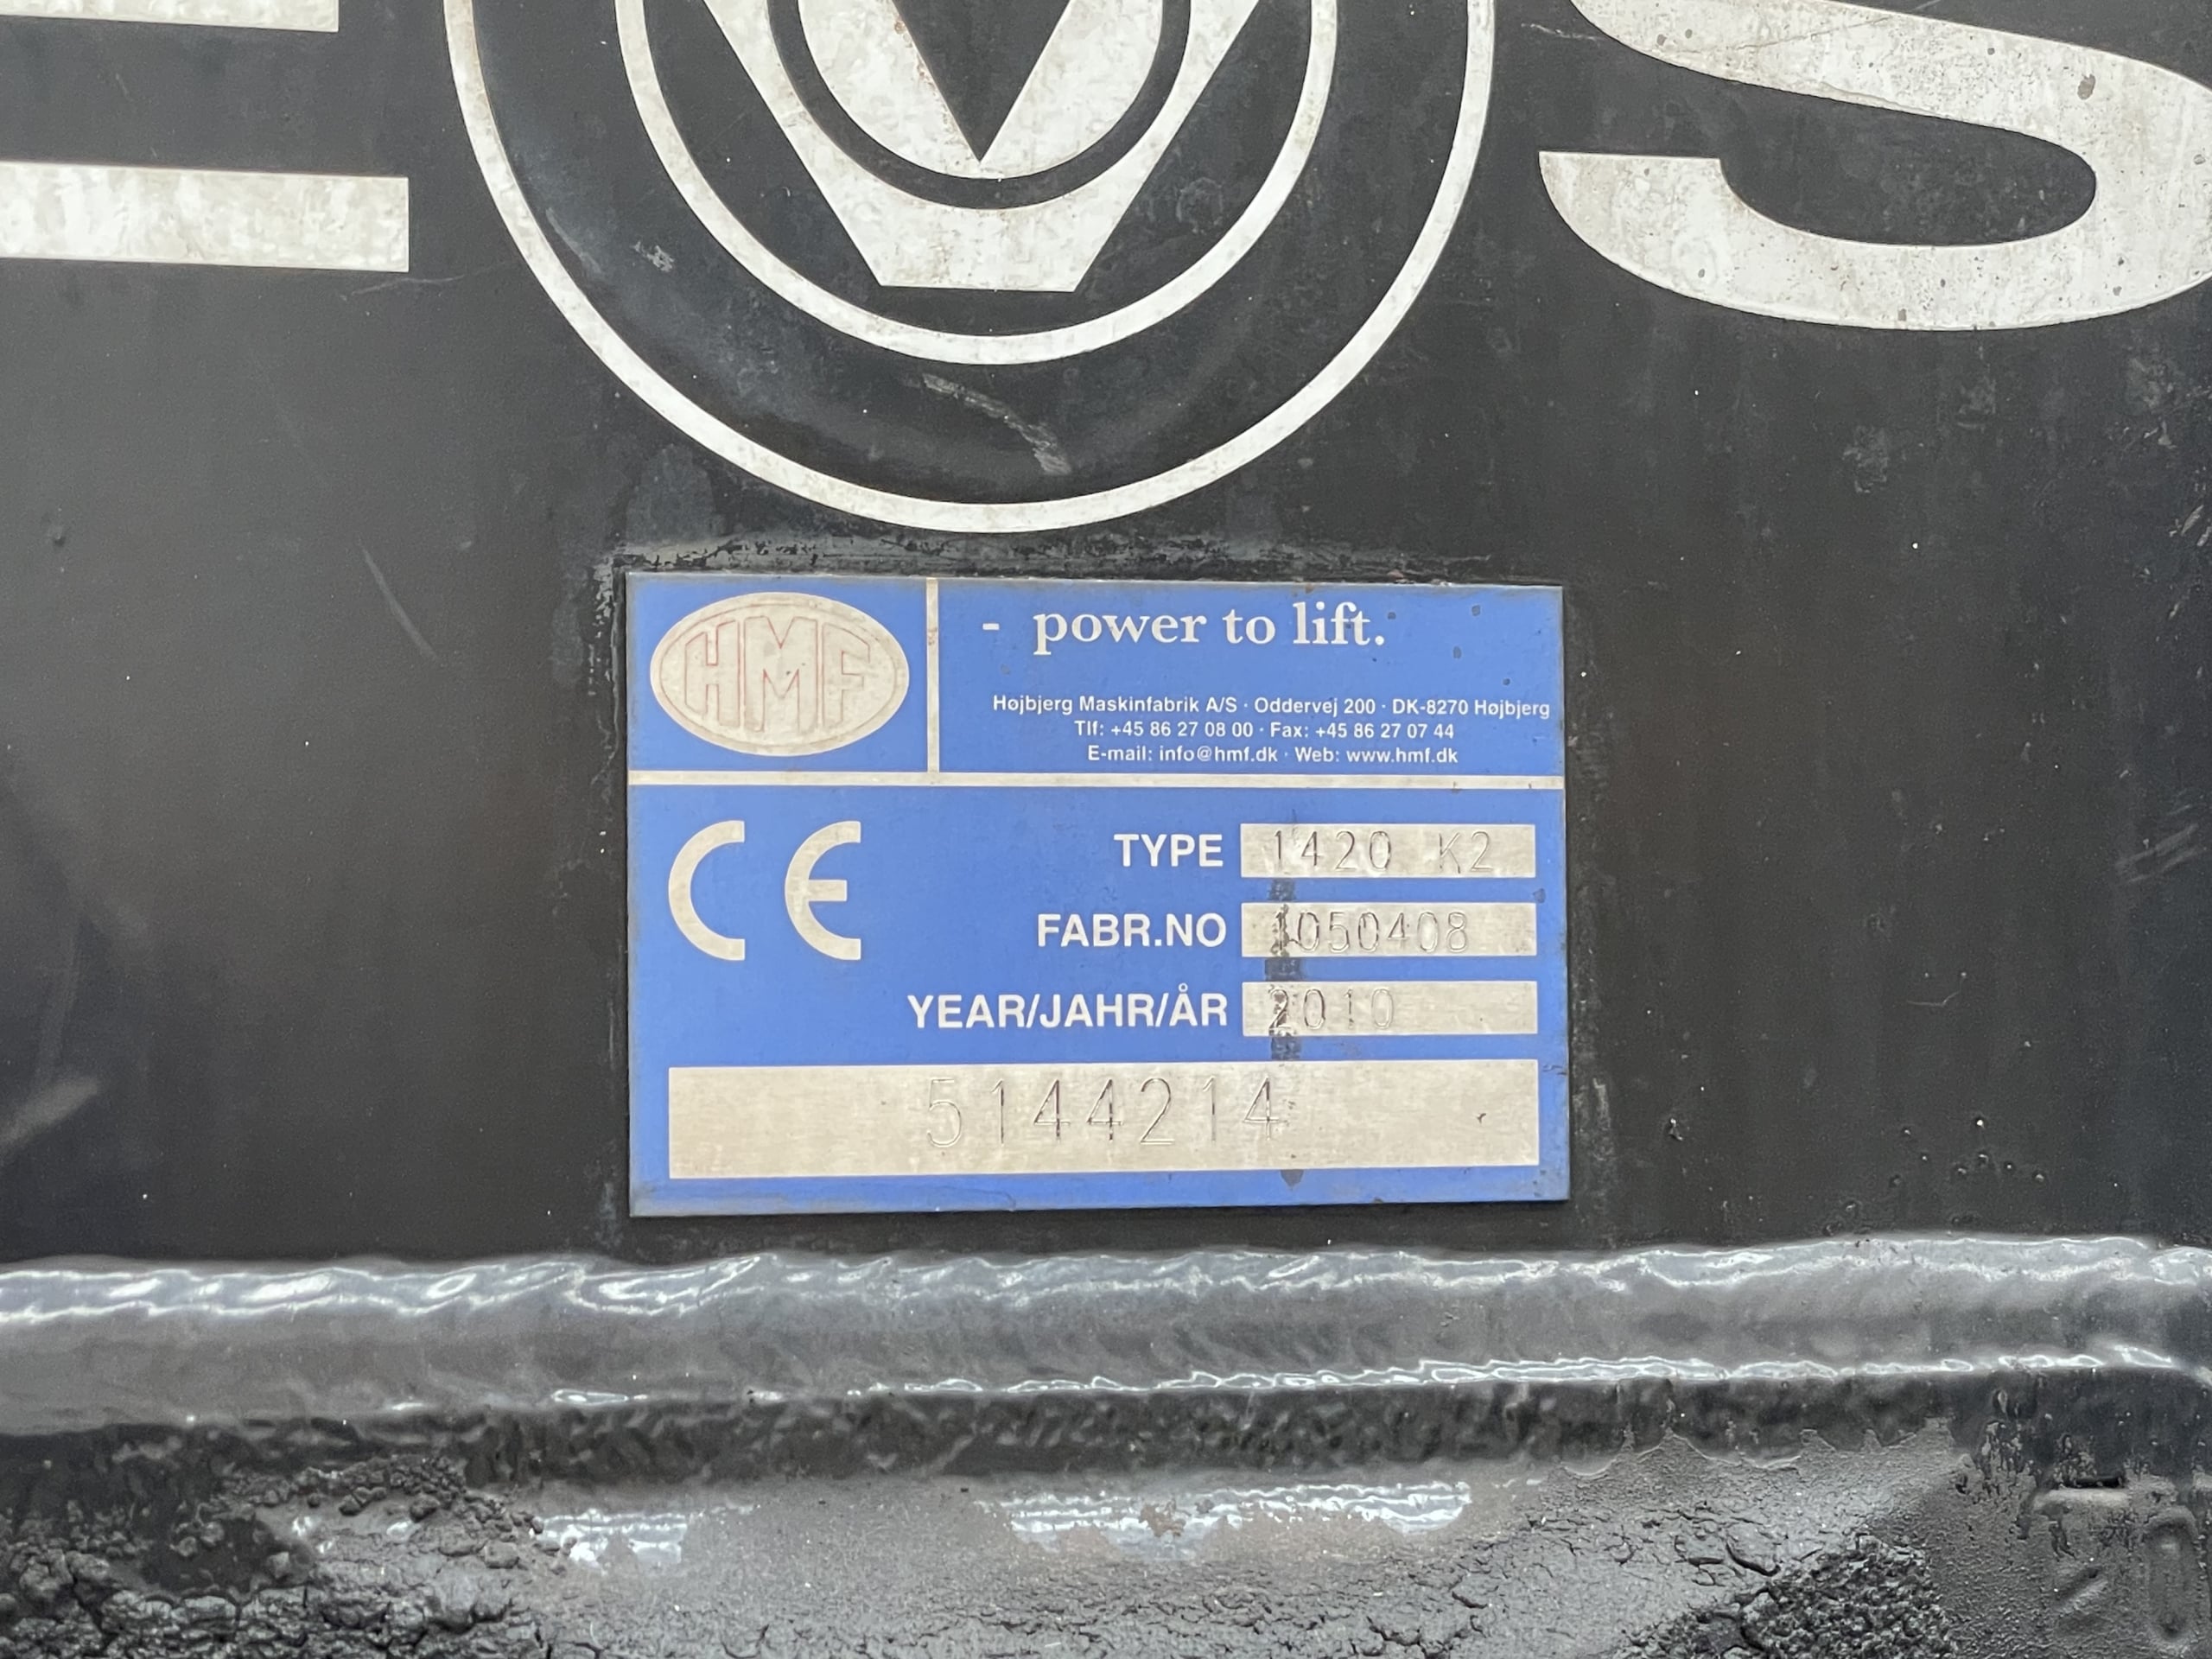 EVS
HMF
- power to lift.
Højbjerg Maskinfabrik A/S · Oddervej 200 · DK-8270 Højbjerg
Tlf: +45 86 27 08 00 · Fax: +45 86 27 07 44
E-mail: info@hmf.dk · Web: www.hmf.dk
CE
TYPE 1420 K2
FABR.NO 1050408
YEAR/JAHR/ÅR 2010
5144214